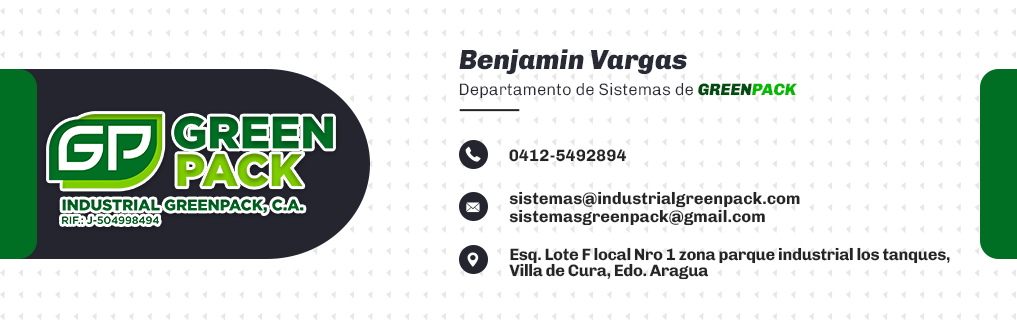 GP
GREEN
PACK
INDUSTRIAL GREENPACK, C.A.
RIF.: J-504998494
Benjamin Vargas
Departamento de Sistemas de GREENPACK
0412-5492894
sistemas@industrialgreenpack.com
sistemasgreenpack@gmail.com
Esq. Lote F local Nro 1 zona parque industrial los tanques,
Villa de Cura, Edo. Aragua